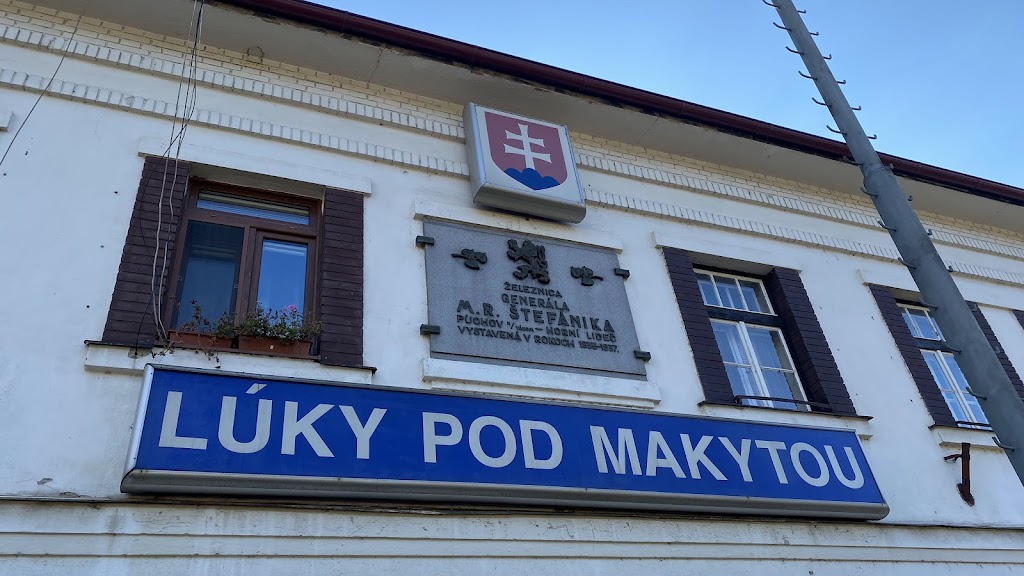 ŽELEZNICA
GENERÁLA
M. R. ŠTEFÁNIKA
PÚCHOV — HORNÍ LIDEČ
VYSTAVENÁ V ROKOCH
LÚKY POD MAKYTOU